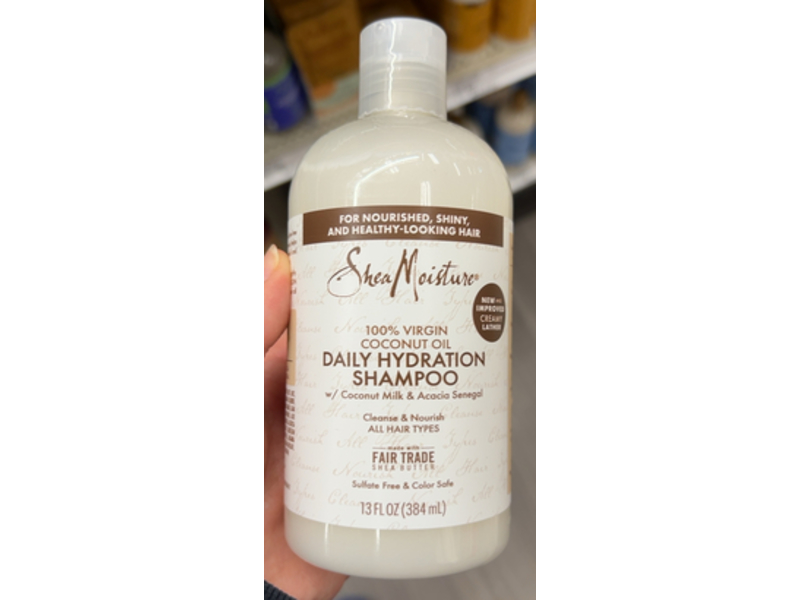 FOR NOURISHED, SHINY,
AND HEALTHY-LOOKING HAIR
SheaMoisture®
NEW AND
IMPROVED
CREAMY
LATHER
100% VIRGIN
COCONUT OIL
DAILY HYDRATION
SHAMPOO
w/ Coconut Milk & Acacia Senegal
Cleanse & Nourish
ALL HAIR TYPES
made with
FAIR TRADE
SHEA BUTTER
Sulfate Free & Color Safe
13 FL OZ (384 mL)